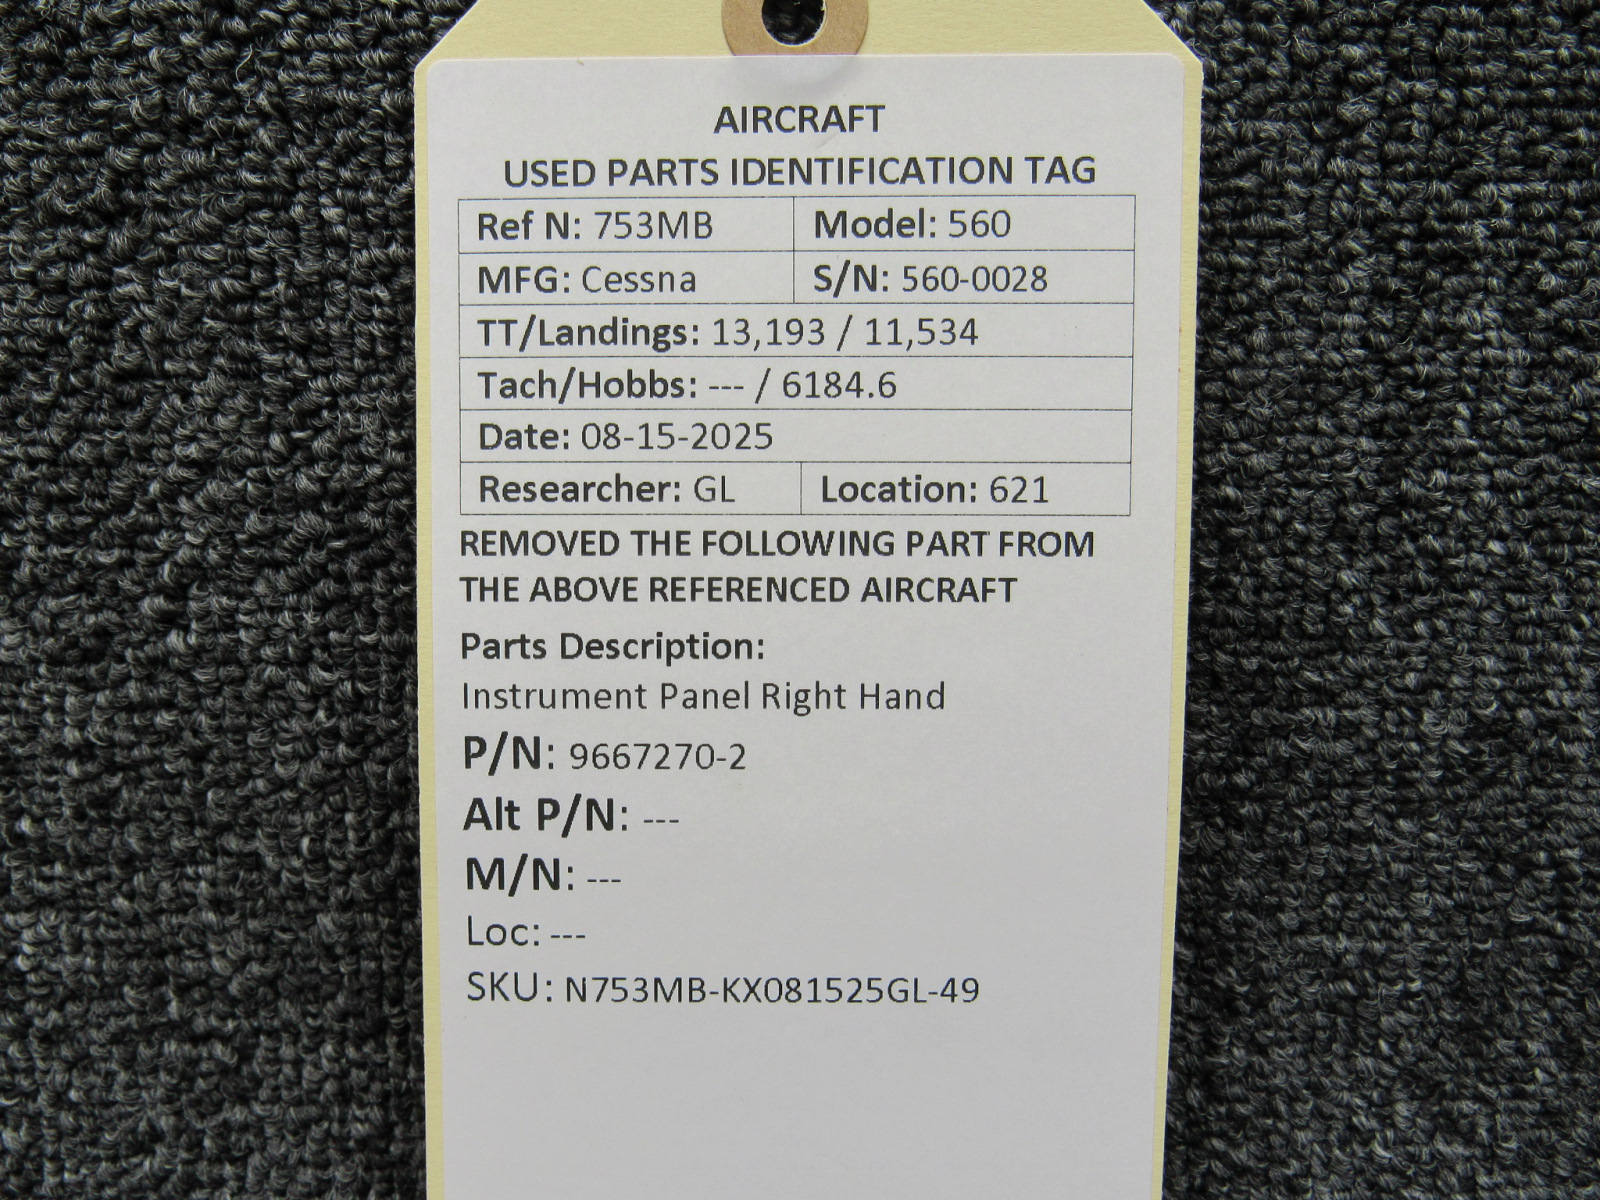 AIRCRAFT
USED PARTS IDENTIFICATION TAG
Ref N: 753MB Model: 560
MFG: Cessna S/N: 560-0028
TT/Landings: 13,193 / 11,534
Tach/Hobbs: --- / 6184.6
Date: 08-15-2025
Researcher: GL Location: 621
REMOVED THE FOLLOWING PART FROM
THE ABOVE REFERENCED AIRCRAFT
Parts Description:
Instrument Panel Right Hand
P/N: 9667270-2
Alt P/N: ---
M/N: ---
Loc: ---
SKU: N753MB-KX081525GL-49